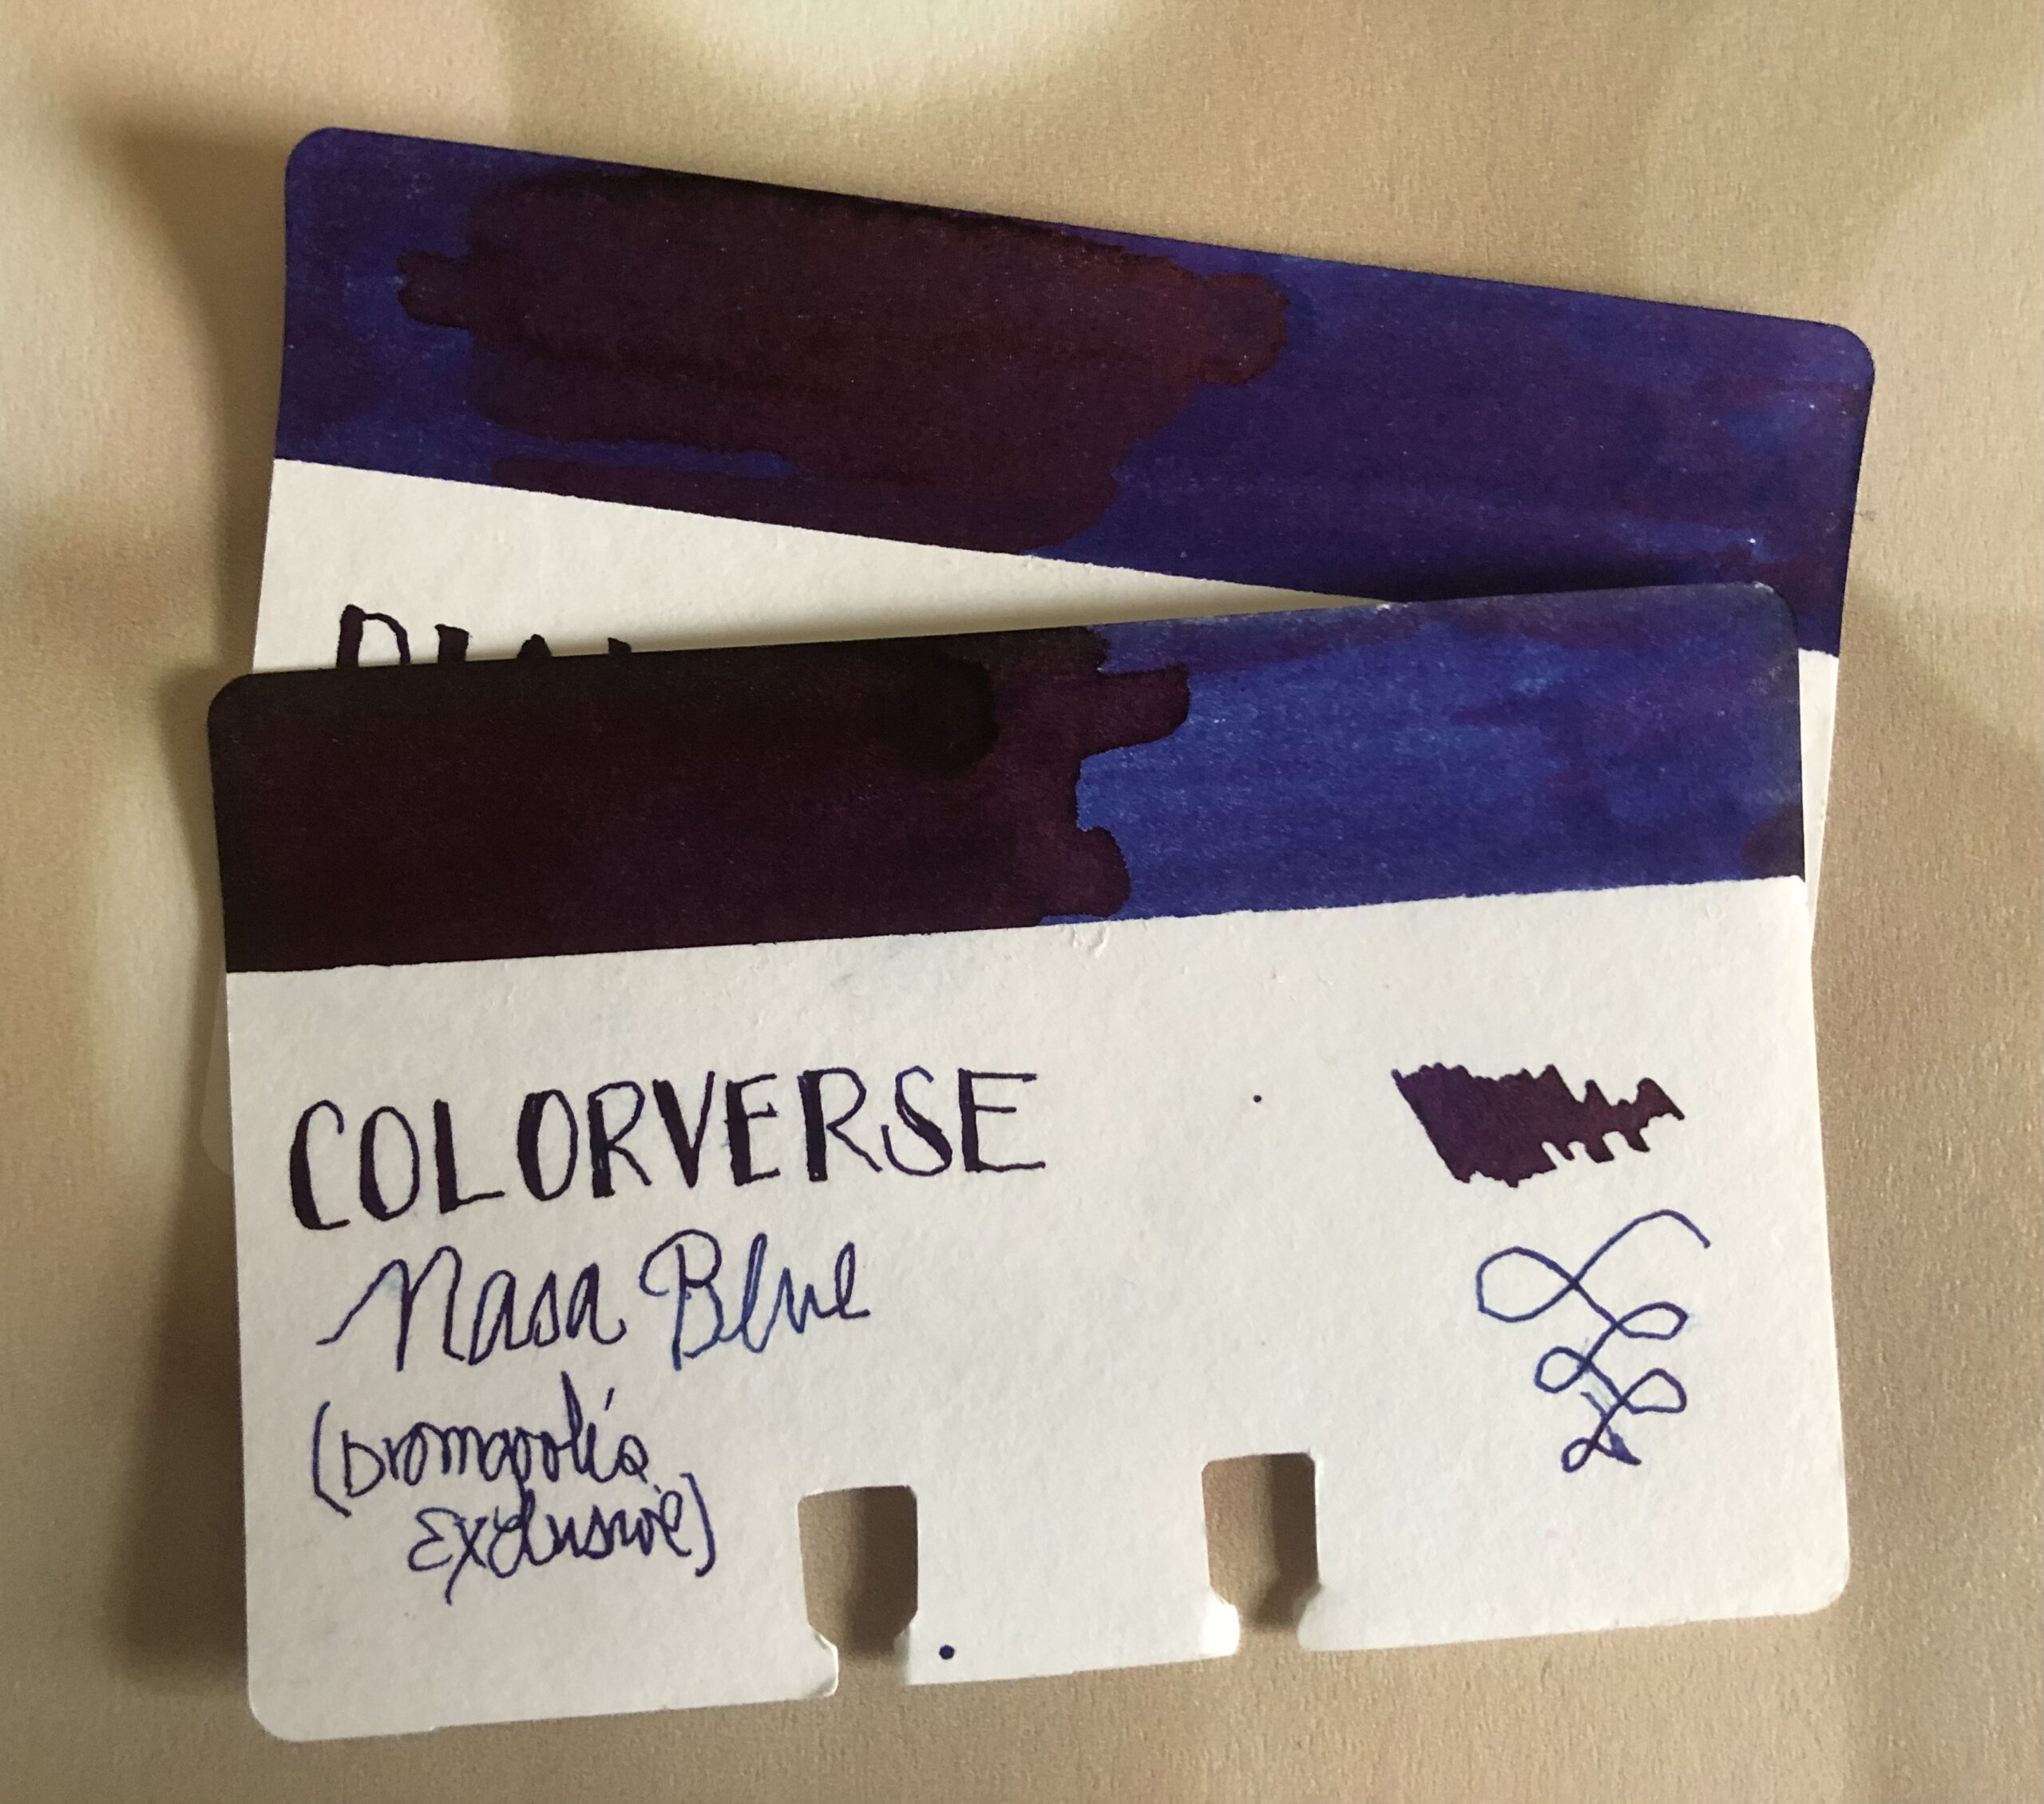 COLORVERSE
Nasa Blue
(Dromgoole's
Exclusive)